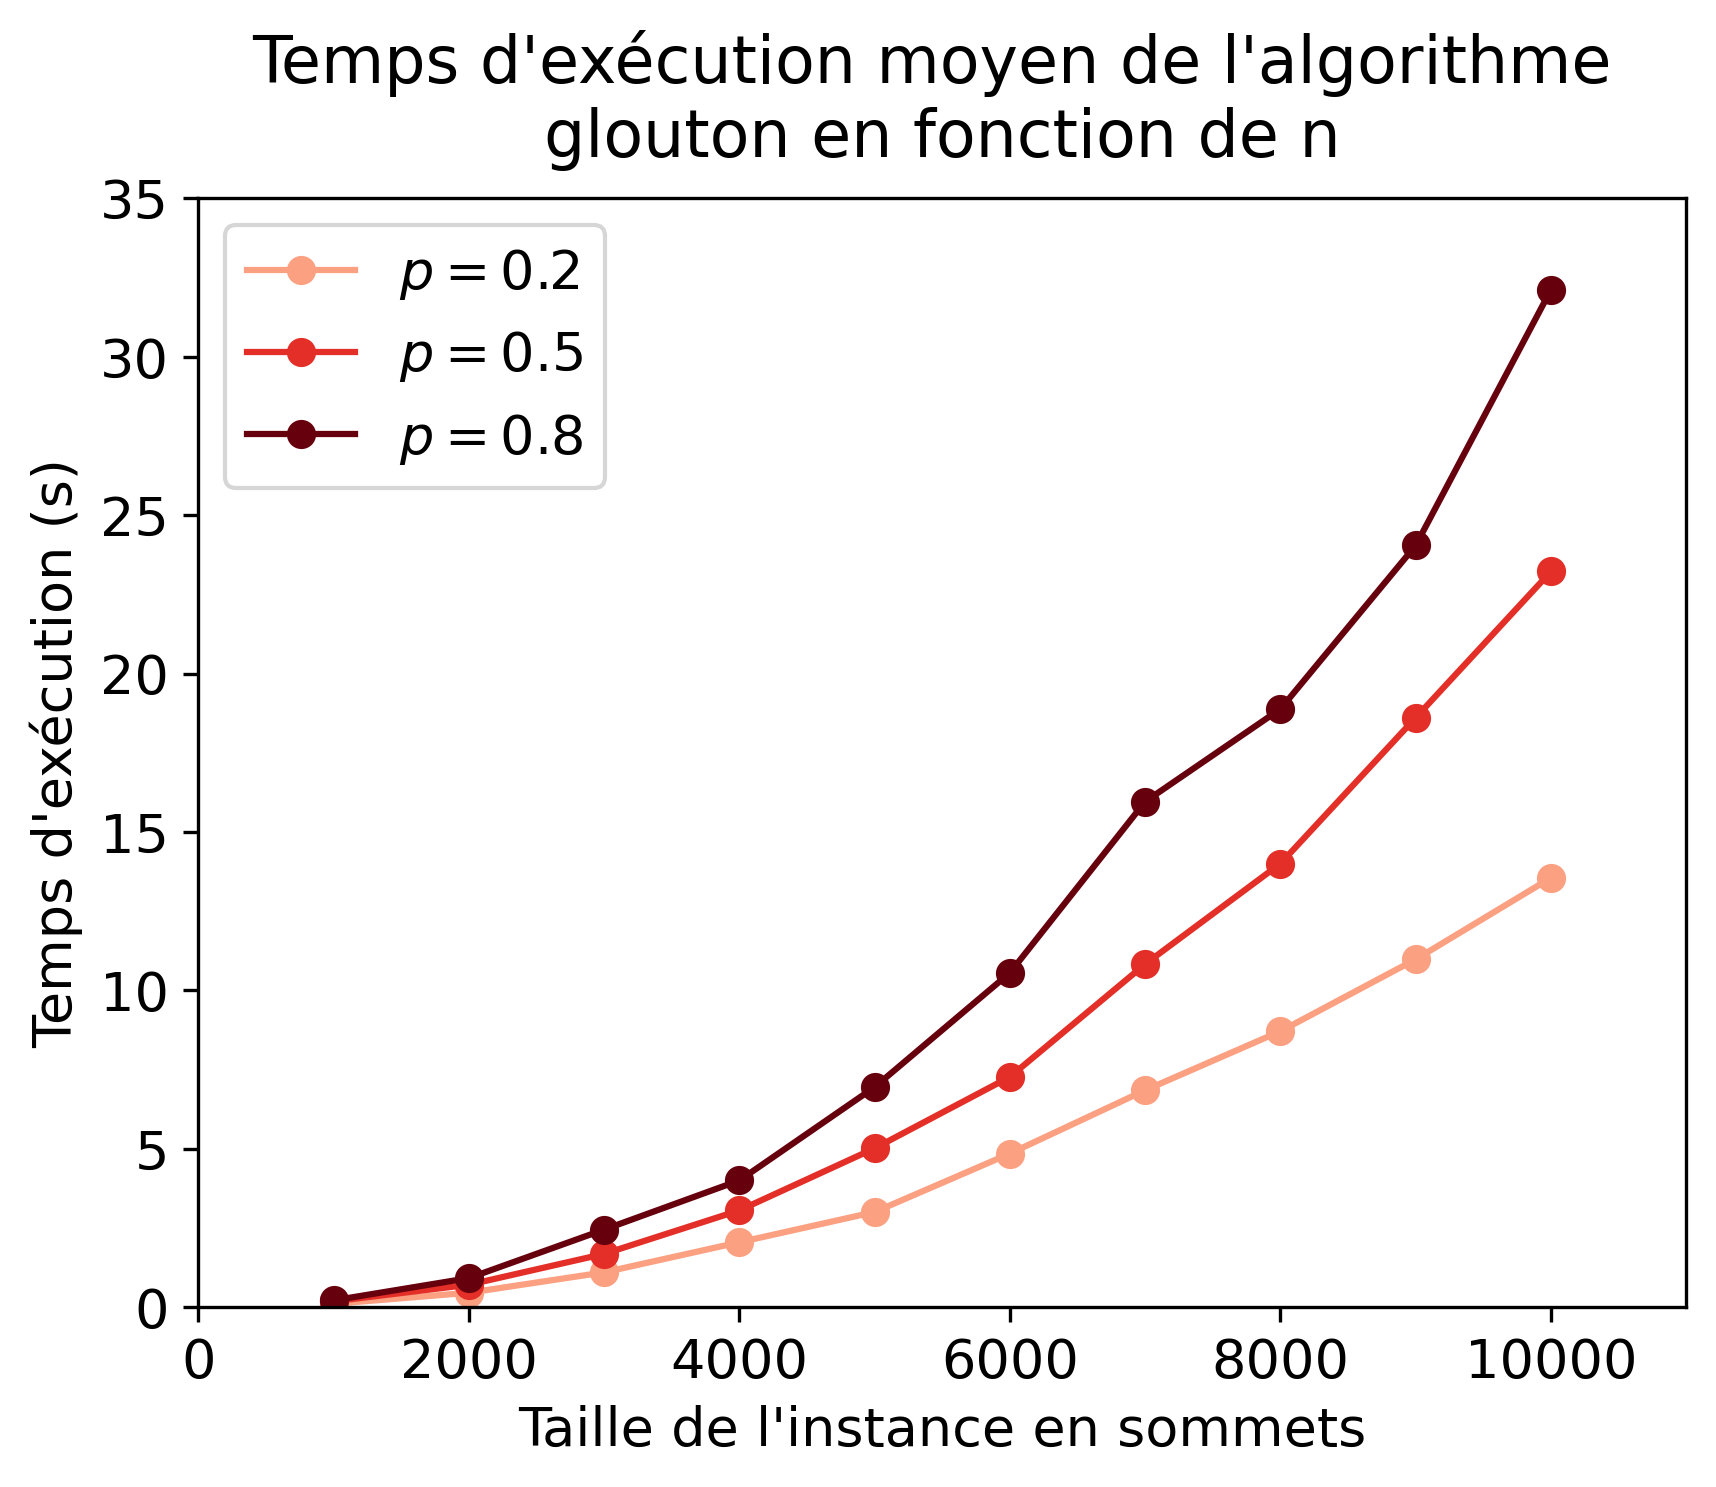 Temps d'exécution moyen de l'algorithme
glouton en fonction de n
35
30
25
20
15
10
5
0
Temps d'exécution (s)
p = 0.2
p = 0.5
p = 0.8
0 2000 4000 6000 8000 10000
Taille de l'instance en sommets